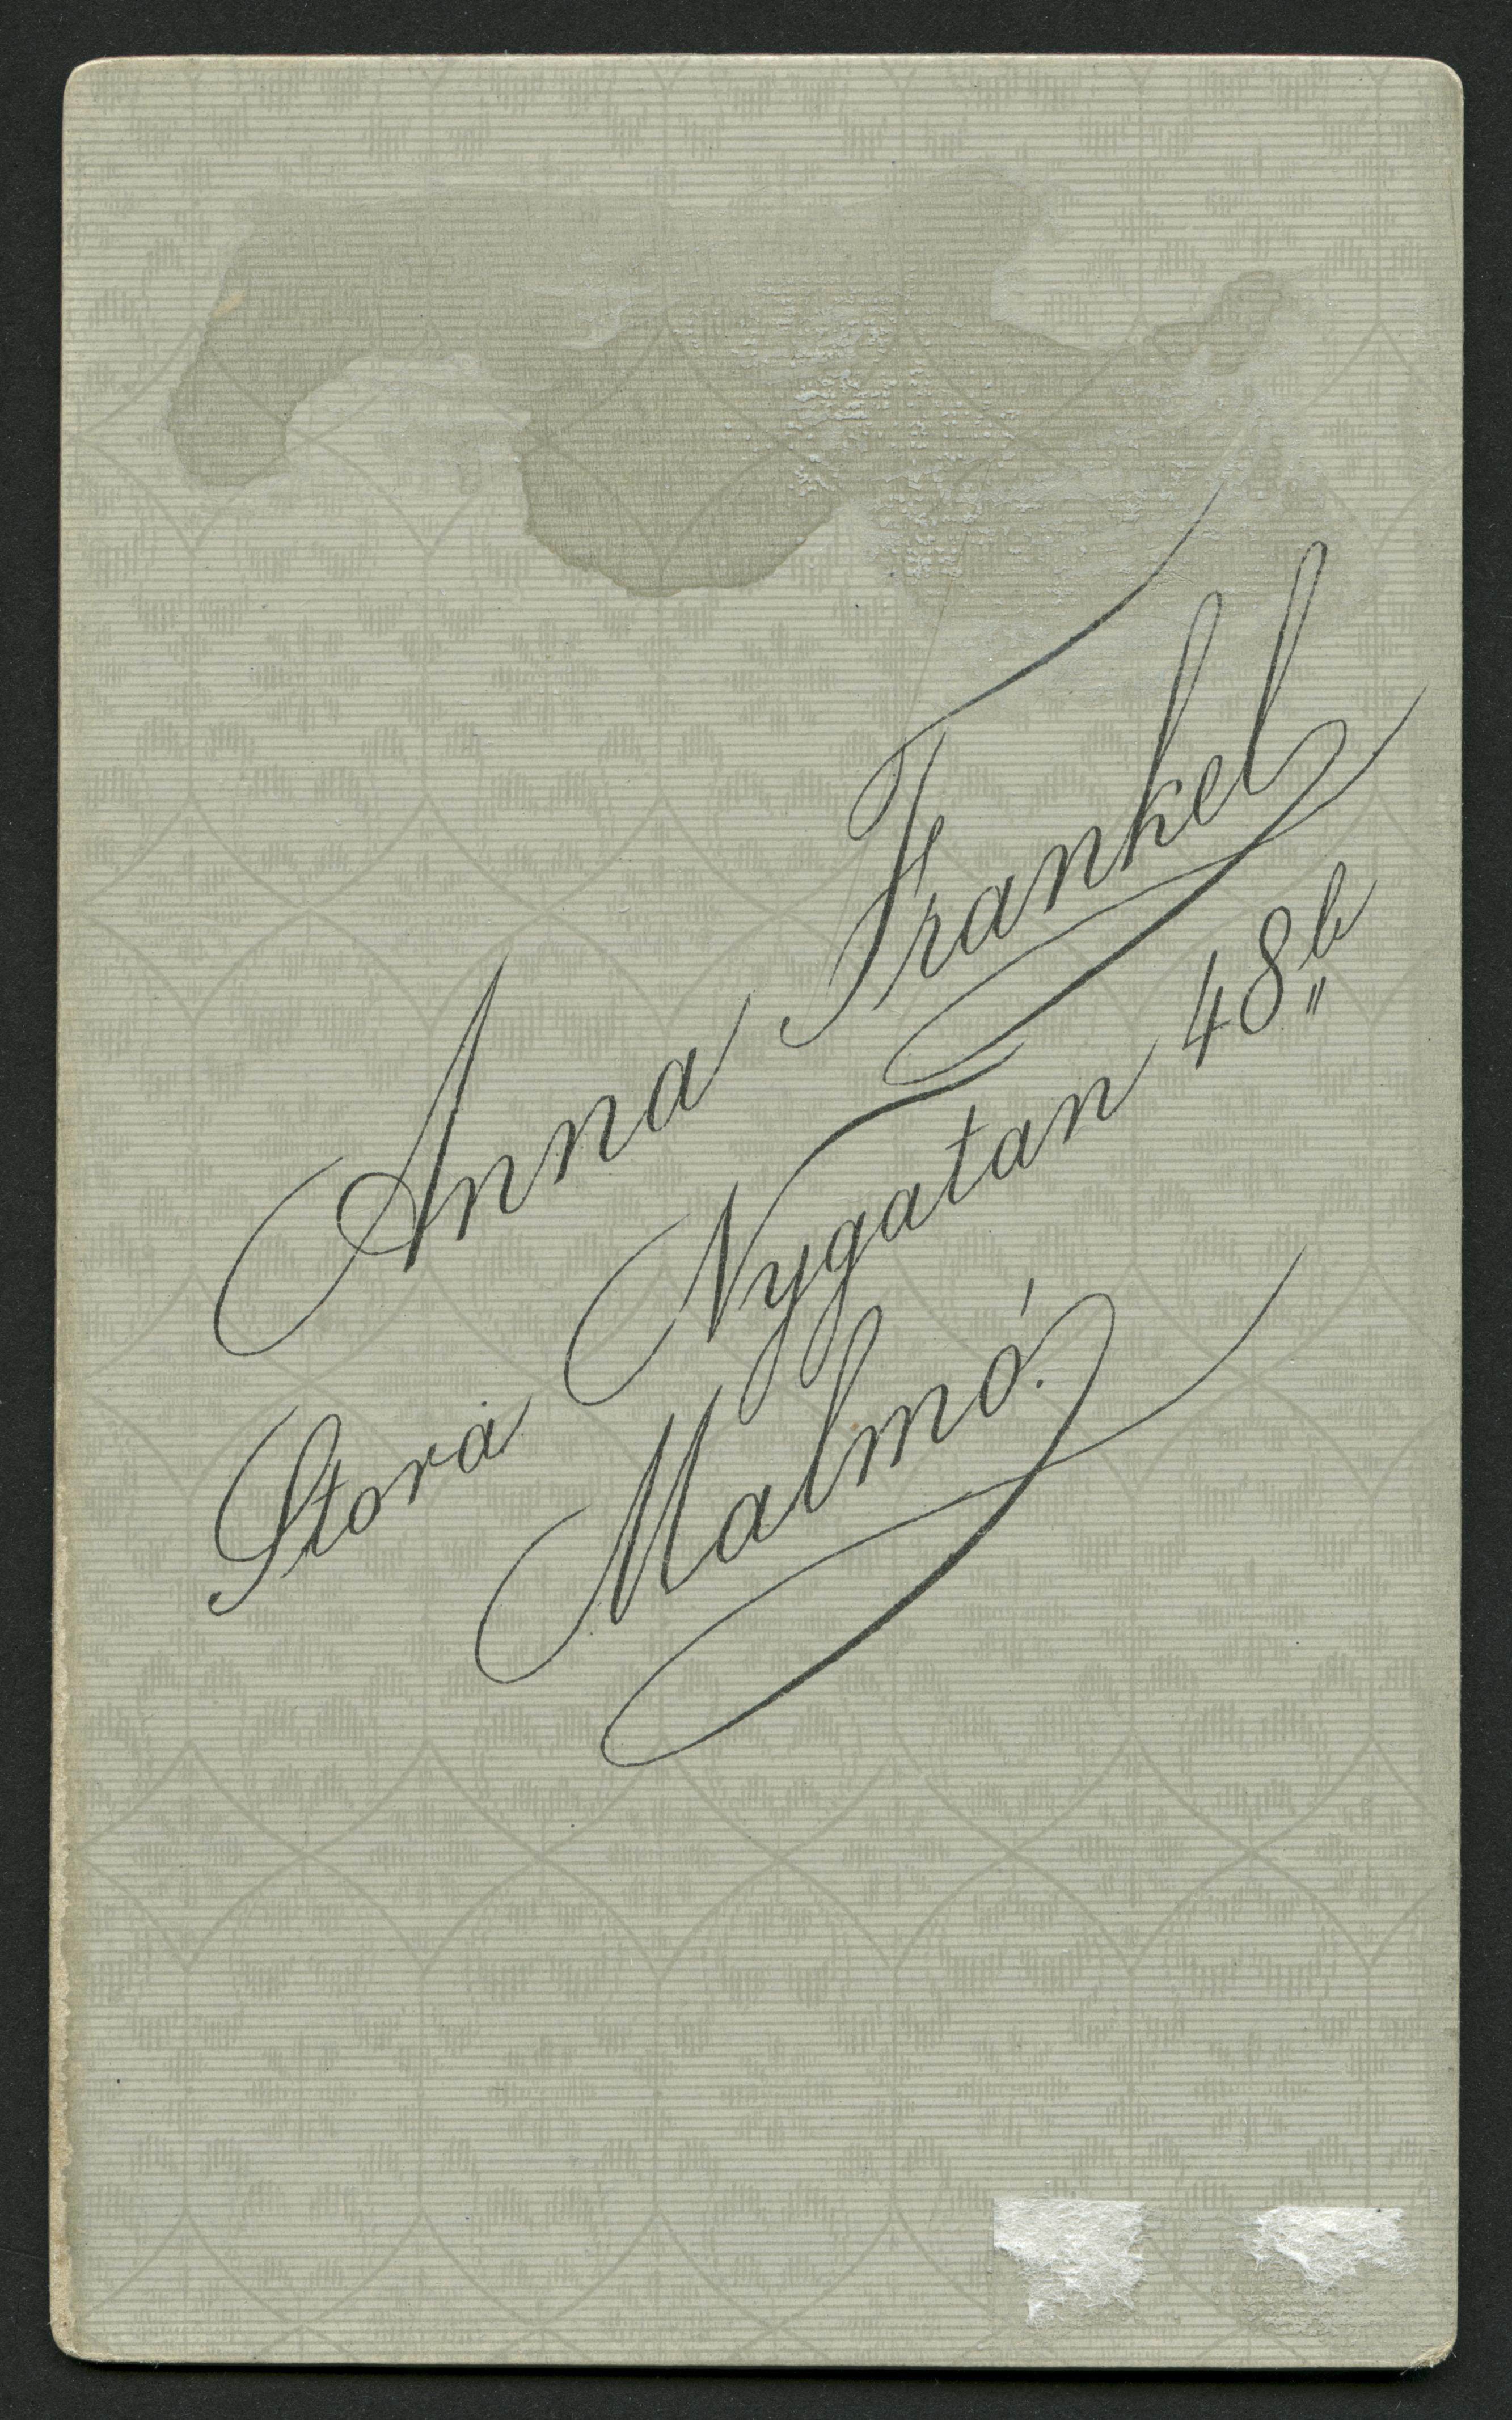 Anna Frankel
Stora Nygatan 48 b
Malmö.